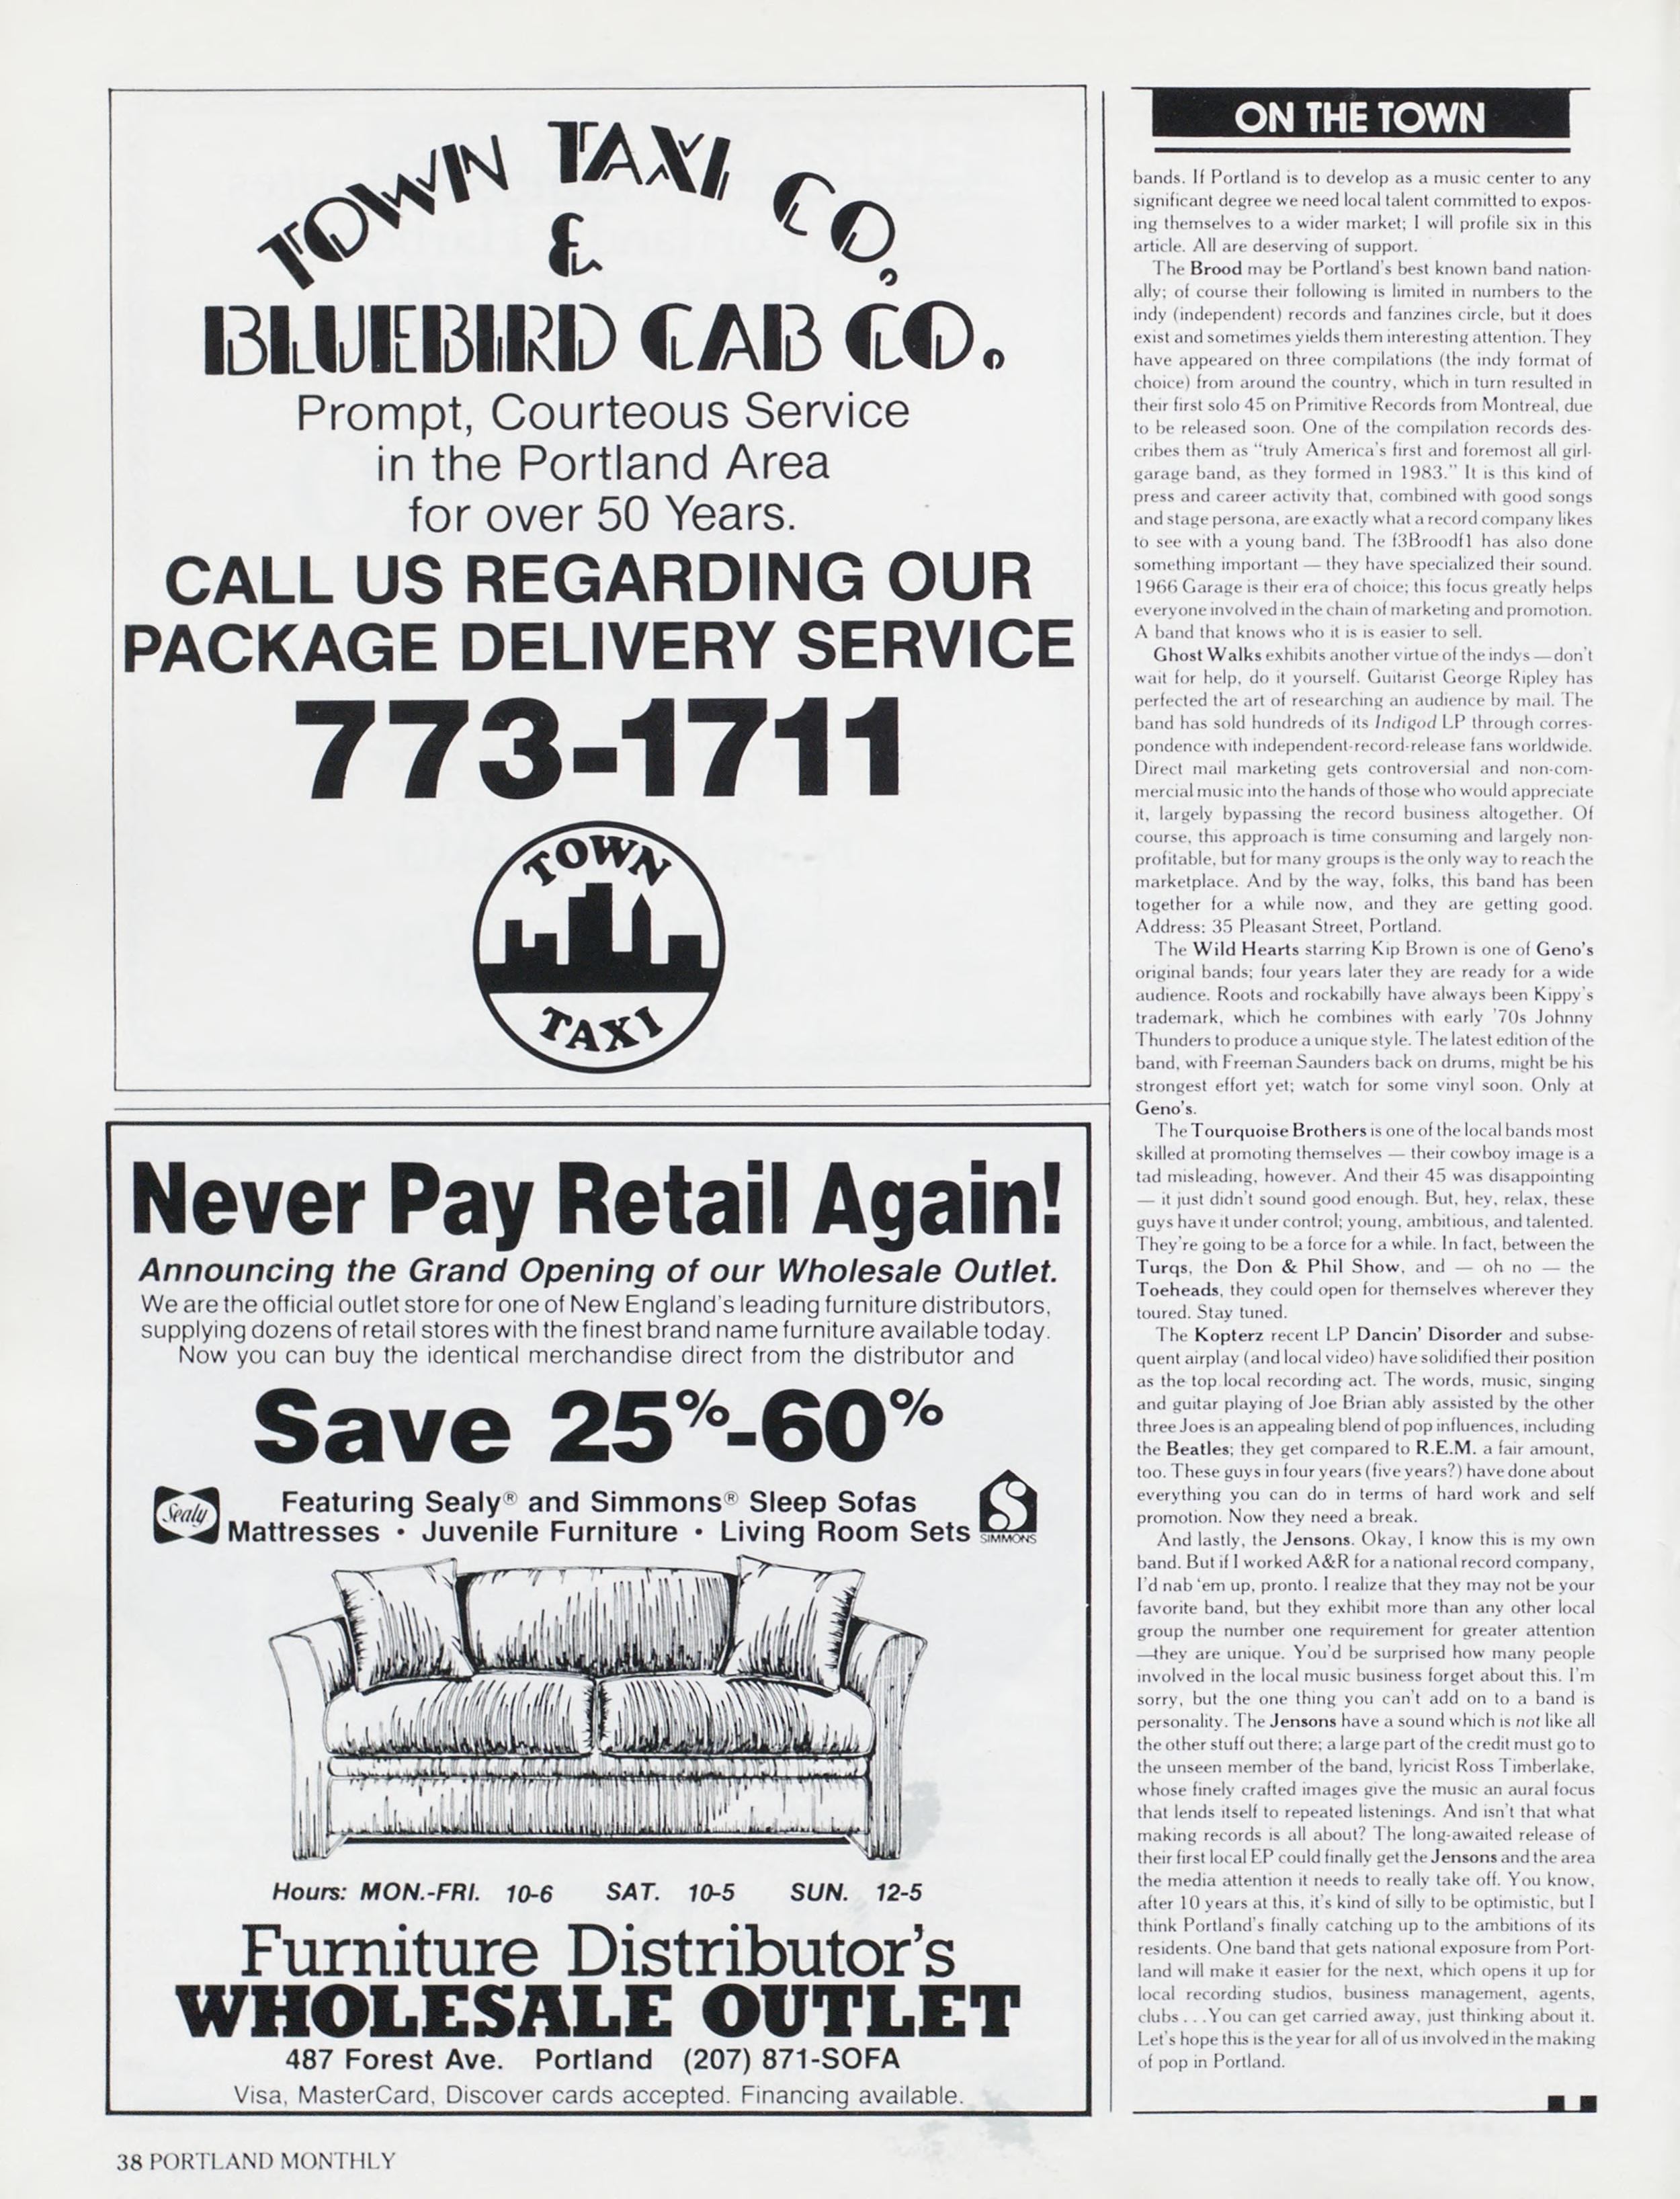 TOWN TAXI CO.
&
BLUEBIRD CAB CO.
Prompt, Courteous Service
in the Portland Area
for over 50 Years.
CALL US REGARDING OUR
PACKAGE DELIVERY SERVICE
773-1711
TOWN
TAXI
Never Pay Retail Again!
Announcing the Grand Opening of our Wholesale Outlet.
We are the official outlet store for one of New England's leading furniture distributors,
supplying dozens of retail stores with the finest brand name furniture available today.
Now you can buy the identical merchandise direct from the distributor and
Save 25%-60%
Sealy
Featuring Sealy® and Simmons® Sleep Sofas
Mattresses • Juvenile Furniture • Living Room Sets
S
SIMMONS
Hours: MON.-FRI. 10-6 SAT. 10-5 SUN. 12-5
Furniture Distributor's
WHOLESALE OUTLET
487 Forest Ave. Portland (207) 871-SOFA
Visa, MasterCard, Discover cards accepted. Financing available.
ON THE TOWN
bands. If Portland is to develop as a music center to any
significant degree we need local talent committed to expos-
ing themselves to a wider market; I will profile six in this
article. All are deserving of support.
The Brood may be Portland's best known band nation-
ally; of course their following is limited in numbers to the
indy (independent) records and fanzines circle, but it does
exist and sometimes yields them interesting attention. They
have appeared on three compilations (the indy format of
choice) from around the country, which in turn resulted in
their first solo 45 on Primitive Records from Montreal, due
to be released soon. One of the compilation records des-
cribes them as "truly America's first and foremost all girl-
garage band, as they formed in 1983." It is this kind of
press and career activity that, combined with good songs
and stage persona, are exactly what a record company likes
to see with a young band. The f3Broodf1 has also done
something important — they have specialized their sound.
1966 Garage is their era of choice; this focus greatly helps
everyone involved in the chain of marketing and promotion.
A band that knows who it is is easier to sell.
Ghost Walks exhibits another virtue of the indys — don't
wait for help, do it yourself. Guitarist George Ripley has
perfected the art of researching an audience by mail. The
band has sold hundreds of its Indigod LP through corres-
pondence with independent-record-release fans worldwide.
Direct mail marketing gets controversial and non-com-
mercial music into the hands of those who would appreciate
it, largely bypassing the record business altogether. Of
course, this approach is time consuming and largely non-
profitable, but for many groups is the only way to reach the
marketplace. And by the way, folks, this band has been
together for a while now, and they are getting good.
Address: 35 Pleasant Street, Portland.
The Wild Hearts starring Kip Brown is one of Geno's
original bands; four years later they are ready for a wide
audience. Roots and rockabilly have always been Kippy's
trademark, which he combines with early '70s Johnny
Thunders to produce a unique style. The latest edition of the
band, with Freeman Saunders back on drums, might be his
strongest effort yet; watch for some vinyl soon. Only at
Geno's.
The Tourquoise Brothers is one of the local bands most
skilled at promoting themselves — their cowboy image is a
tad misleading, however. And their 45 was disappointing
— it just didn't sound good enough. But, hey, relax, these
guys have it under control; young, ambitious, and talented.
They're going to be a force for a while. In fact, between the
Turqs, the Don & Phil Show, and — oh no — the
Toeheads, they could open for themselves wherever they
toured. Stay tuned.
The Kopterz recent LP Dancin' Disorder and subse-
quent airplay (and local video) have solidified their position
as the top local recording act. The words, music, singing
and guitar playing of Joe Brian ably assisted by the other
three Joes is an appealing blend of pop influences, including
the Beatles; they get compared to R.E.M. a fair amount,
too. These guys in four years (five years?) have done about
everything you can do in terms of hard work and self
promotion. Now they need a break.
And lastly, the Jensons. Okay, I know this is my own
band. But if I worked A&R for a national record company,
I'd nab 'em up, pronto. I realize that they may not be your
favorite band, but they exhibit more than any other local
group the number one requirement for greater attention
—they are unique. You'd be surprised how many people
involved in the local music business forget about this. I'm
sorry, but the one thing you can't add on to a band is
personality. The Jensons have a sound which is not like all
the other stuff out there; a large part of the credit must go to
the unseen member of the band, lyricist Ross Timberlake,
whose finely crafted images give the music an aural focus
that lends itself to repeated listenings. And isn't that what
making records is all about? The long-awaited release of
their first local EP could finally get the Jensons and the area
the media attention it needs to really take off. You know,
after 10 years at this, it's kind of silly to be optimistic, but I
think Portland's finally catching up to the ambitions of its
residents. One band that gets national exposure from Port-
land will make it easier for the next, which opens it up for
local recording studios, business management, agents,
clubs . . . You can get carried away, just thinking about it.
Let's hope this is the year for all of us involved in the making
of pop in Portland.
38 PORTLAND MONTHLY